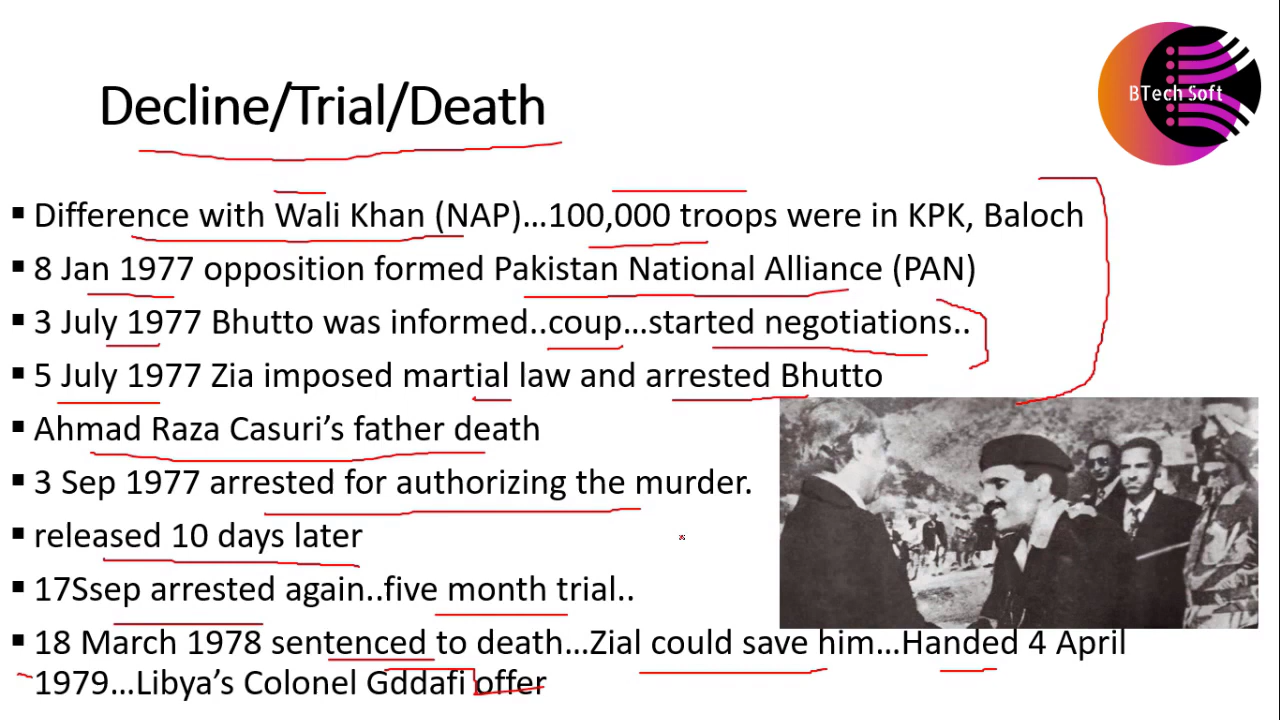 BTech Soft
Decline/Trial/Death
▪ Difference with Wali Khan (NAP)...100,000 troops were in KPK, Baloch
▪ 8 Jan 1977 opposition formed Pakistan National Alliance (PAN)
▪ 3 July 1977 Bhutto was informed..coup...started negotiations..
▪ 5 July 1977 Zia imposed martial law and arrested Bhutto
▪ Ahmad Raza Casuri’s father death
▪ 3 Sep 1977 arrested for authorizing the murder.
▪ released 10 days later
▪ 17Ssep arrested again..five month trial..
▪ 18 March 1978 sentenced to death...Zial could save him...Handed 4 April
1979...Libya’s Colonel Gddafi offer